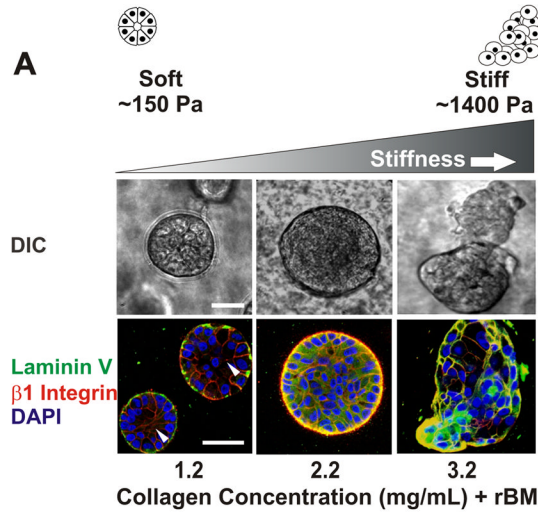 A
Soft
~150 Pa
Stiff
~1400 Pa
Stiffness
DIC
Laminin V
β1 Integrin
DAPI
1.2 2.2 3.2
Collagen Concentration (mg/mL) + rBM